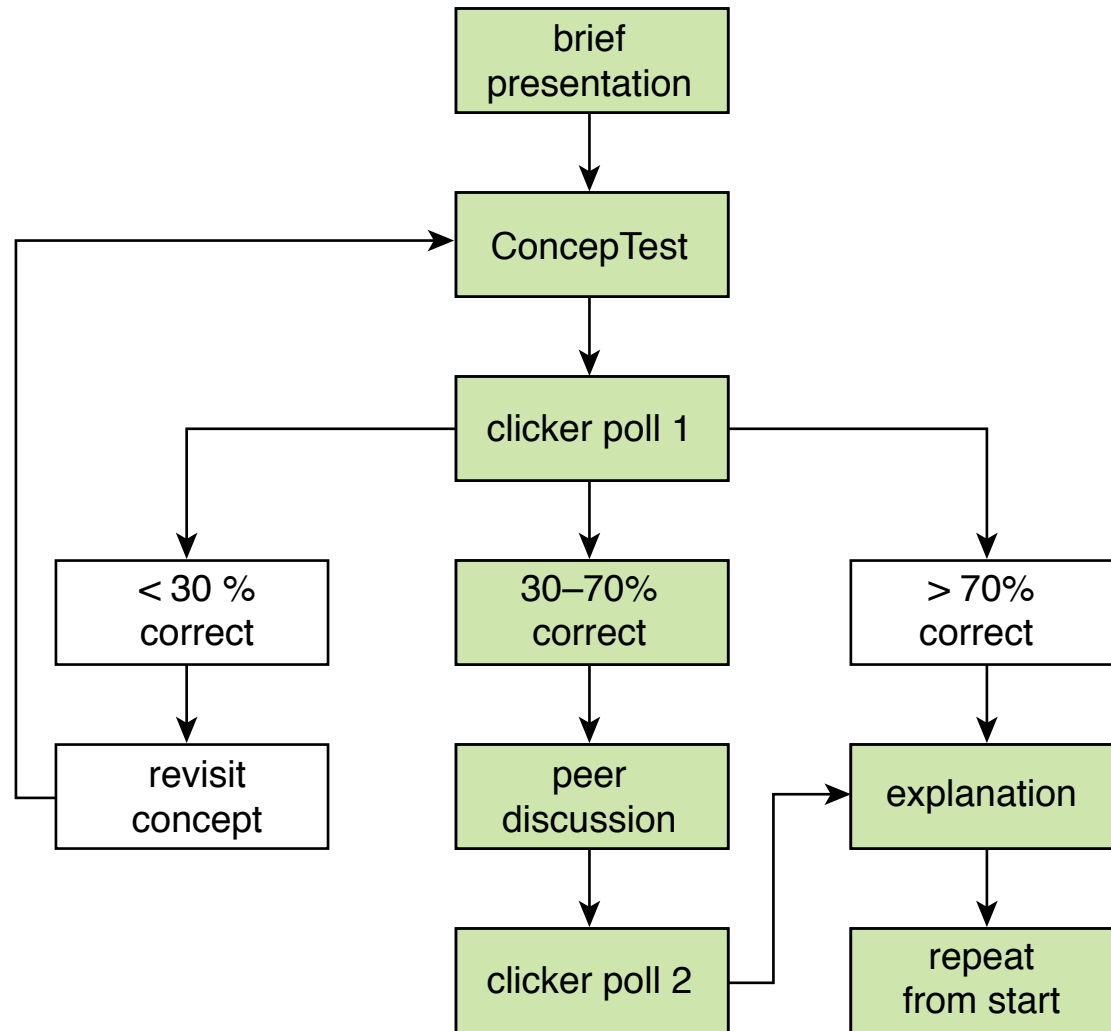 brief
presentation
ConcepTest
clicker poll 1
< 30 %
correct
30–70%
correct
> 70%
correct
revisit
concept
peer
discussion
explanation
clicker poll 2
repeat
from start